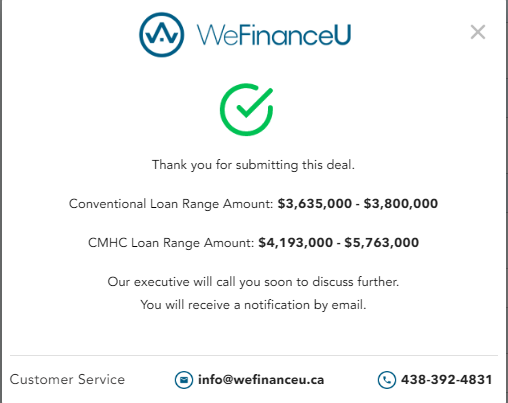 WeFinanceU
Thank you for submitting this deal.
Conventional Loan Range Amount: $3,635,000 - $3,800,000
CMHC Loan Range Amount: $4,193,000 - $5,763,000
Our executive will call you soon to discuss further.
You will receive a notification by email.
Customer Service info@wefinanceu.ca 438-392-4831